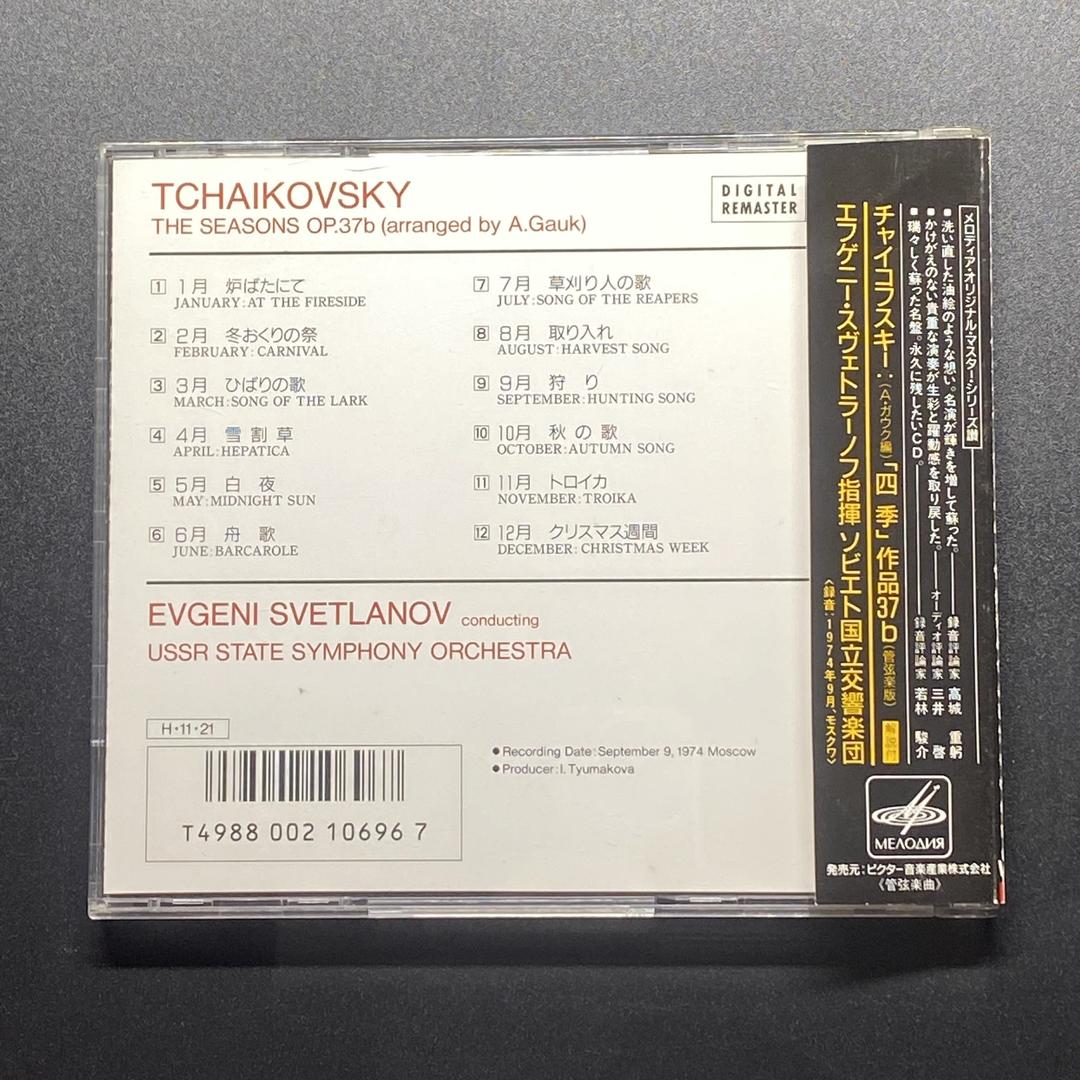 TCHAIKOVSKY
THE SEASONS OP.37b (arranged by A.Gauk)
DIGITAL
REMASTER
1 1月 炉ばたにて
JANUARY:AT THE FIRESIDE
2 2月 冬おくりの祭
FEBRUARY:CARNIVAL
3 3月 ひばりの歌
MARCH:SONG OF THE LARK
4 4月 雪割草
APRIL:HEPATICA
5 5月 白夜
MAY:MIDNIGHT SUN
6 6月 舟歌
JUNE:BARCAROLE
7 7月 草刈り人の歌
JULY:SONG OF THE REAPERS
8 8月 取り入れ
AUGUST:HARVEST SONG
9 9月 狩り
SEPTEMBER:HUNTING SONG
10 10月 秋の歌
OCTOBER:AUTUMN SONG
11 11月 トロイカ
NOVEMBER:TROIKA
12 12月 クリスマス週間
DECEMBER:CHRISTMAS WEEK
EVGENI SVETLANOV conducting
USSR STATE SYMPHONY ORCHESTRA
H・11・21
T4988 002 10696 7
●Recording Date:September 9, 1974 Moscow
●Producer:I. Tyumakova
メロディア・オリジナル・マスター・シリーズ讃
■洗い直した油絵のような想い。名演が輝きを増して蘇った。 録音評論家 高城 重躬
■かけがえのない貴重な演奏が生彩と躍動感を取り戻した。 オーディオ評論家 三井 啓
■瑞々しく蘇った名盤。永久に残したいCD。 録音評論家 若林 駿介
チャイコフスキー:(A・ガウク編)「四季」作品37b(管弦楽版) 解説付
エフゲニー・スヴェトラーノフ指揮 ソビエト国立交響楽団
〈録音:1974年9月、モスクワ〉
МЕЛОДИЯ
発売元:ビクター音楽産業株式会社
《管弦楽曲》